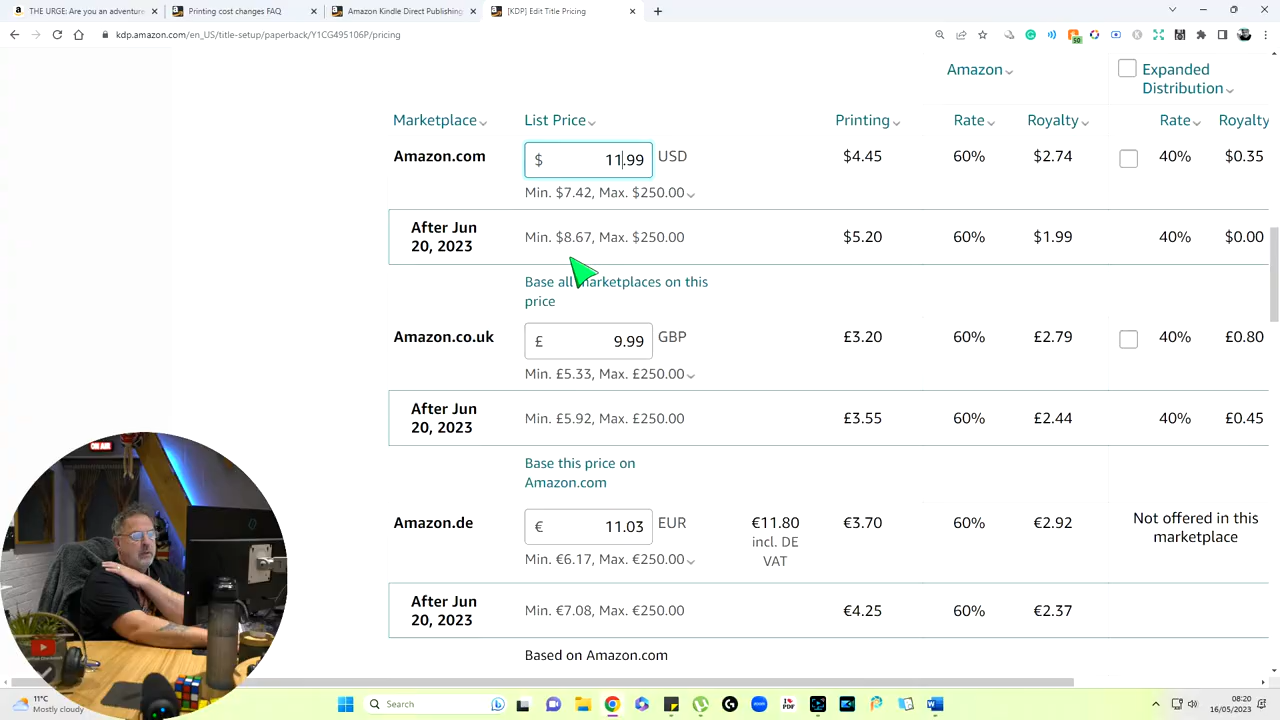 THE URGE: Are you an adventure
Printing cost changes FAQ
Amazon Kindle Direct Publishing
[KDP] Edit Title Pricing
kdp.amazon.com/en_US/title-setup/paperback/Y1CG495106P/pricing
50
Amazon
Expanded Distribution
Marketplace List Price Printing Rate Royalty Rate Royalty
Amazon.com $ 11.99 USD $4.45 60% $2.74 40% $0.35
Min. $7.42, Max. $250.00
After Jun 20, 2023 Min. $8.67, Max. $250.00 $5.20 60% $1.99 40% $0.00
Base all marketplaces on this
price
Amazon.co.uk £ 9.99 GBP £3.20 60% £2.79 40% £0.80
Min. £5.33, Max. £250.00
After Jun 20, 2023 Min. £5.92, Max. £250.00 £3.55 60% £2.44 40% £0.45
Base this price on
Amazon.com
Amazon.de € 11.03 EUR €11.80 incl. DE VAT €3.70 60% €2.92 Not offered in this marketplace
Min. €6.17, Max. €250.00
After Jun 20, 2023 Min. €7.08, Max. €250.00 €4.25 60% €2.37
Based on Amazon.com
ON AIR
11°C
Mostly cloudy
Search
zoom
PDF
08:20
16/05/2023